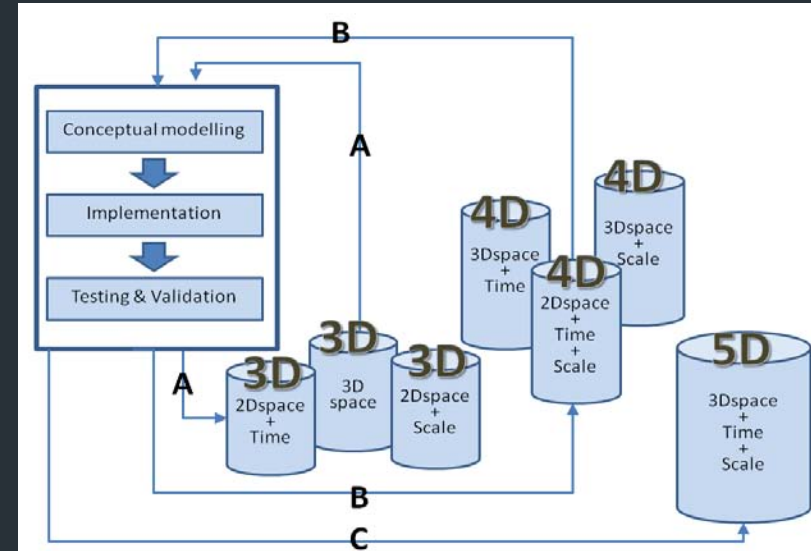 B
A
Conceptual modelling
Implementation
Testing & Validation
A
3D
2Dspace
+
Time
3D
3D
space
3D
2Dspace
+
Scale
4D
3Dspace
+
Time
4D
2Dspace
+
Time
+
Scale
4D
3Dspace
+
Scale
5D
3Dspace
+
Time
+
Scale
B
C